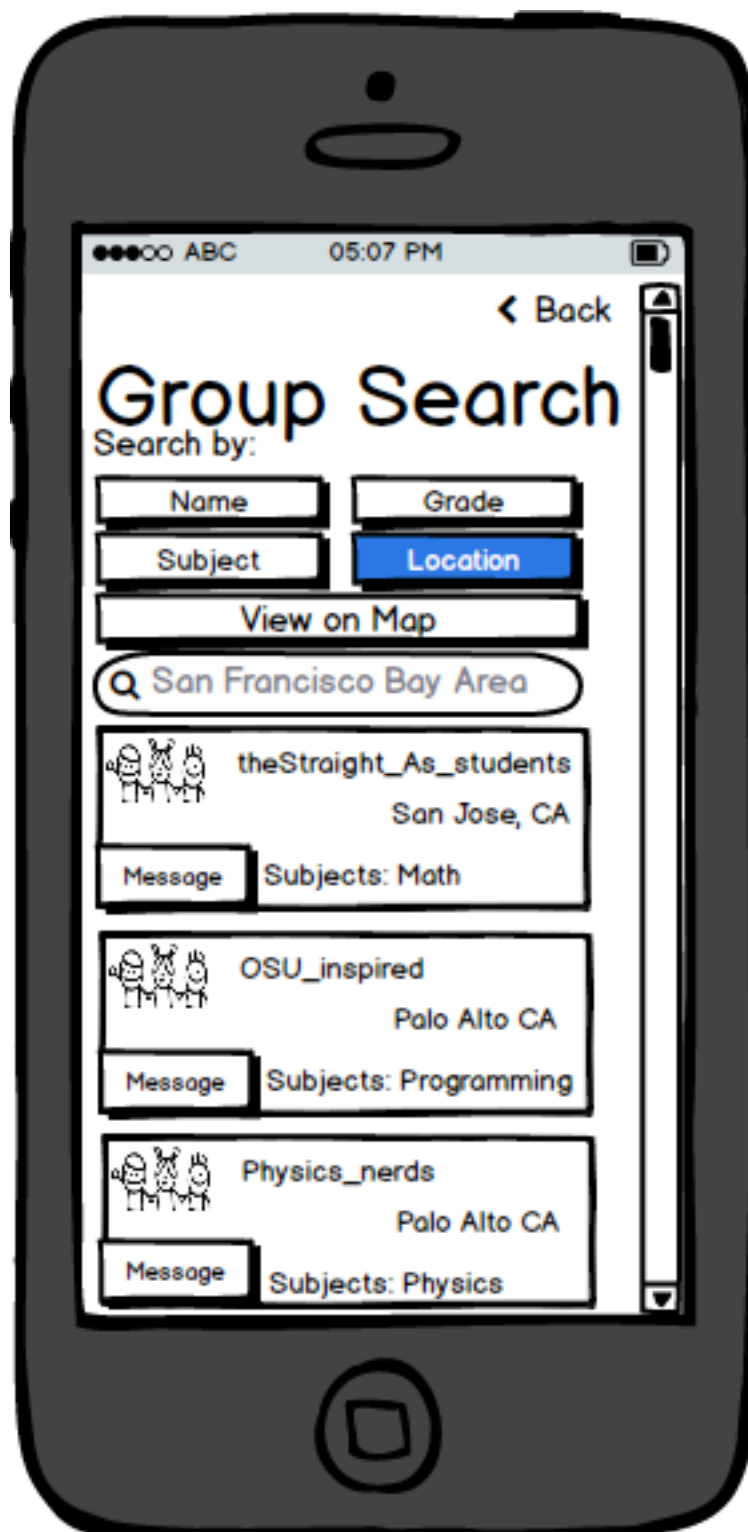 ABC 05:07 PM
Back
Group Search
Search by:
Name Grade
Subject Location
View on Map
San Francisco Bay Area
theStraight_As_students
San Jose, CA
Message Subjects: Math
OSU_inspired
Palo Alto CA
Message Subjects: Programming
Physics_nerds
Palo Alto CA
Message Subjects: Physics